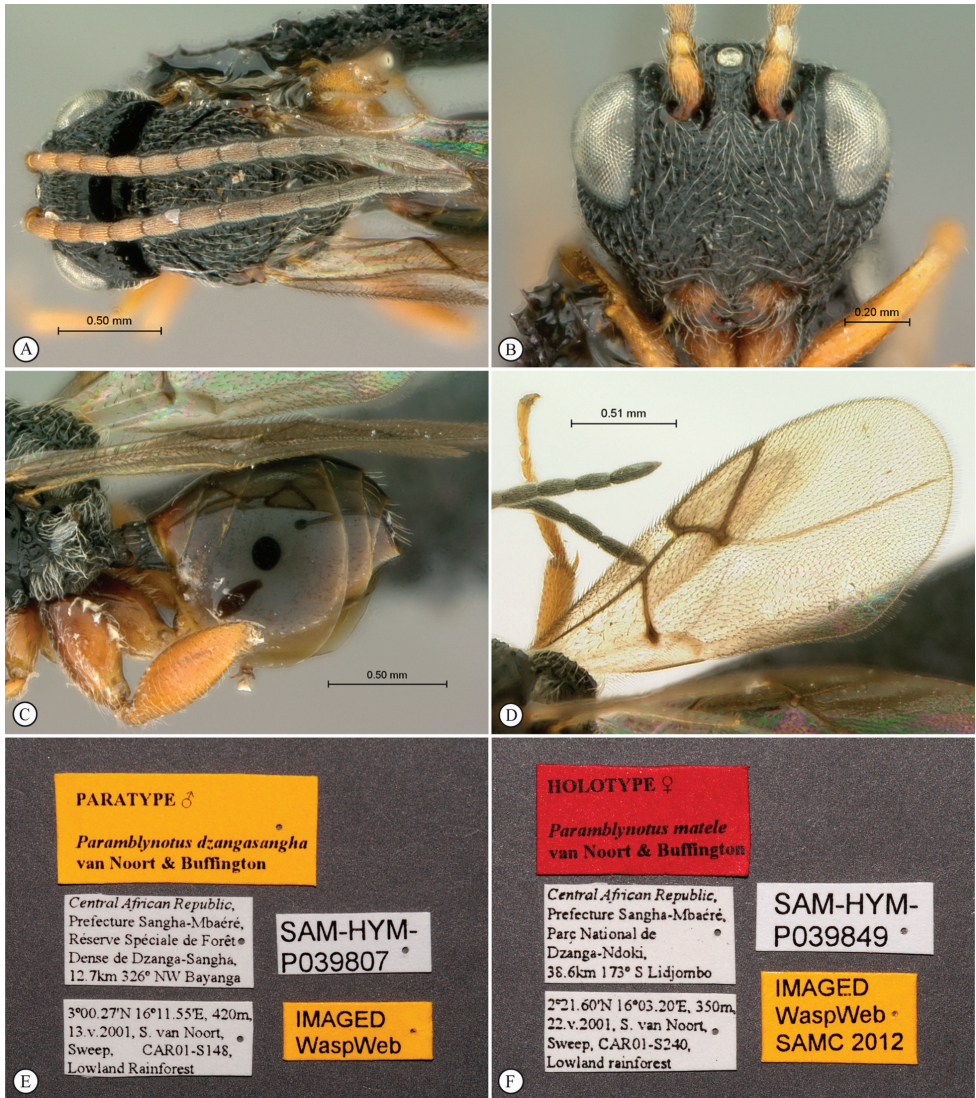 0.50 mm
A
0.20 mm
B
0.50 mm
C
0.51 mm
D
PARATYPE ♂
Paramblynotus dzangasangha
van Noort & Buffington
Central African Republic,
Prefecture Sangha-Mbaéré,
Réserve Spéciale de Forêt
Dense de Dzanga-Sangha,
12.7km 326° NW Bayanga
SAM-HYM-
P039807
3°00.27'N 16°11.55'E, 420m,
13.v.2001, S. van Noort,
Sweep, CAR01-S148,
Lowland Rainforest
IMAGED
WaspWeb
E
HOLOTYPE ♀
Paramblynotus matele
van Noort & Buffington
Central African Republic,
Prefecture Sangha-Mbaéré,
Parc National de
Dzanga-Ndoki,
38.6km 173° S Lidjombo
SAM-HYM-
P039849
2°21.60'N 16°03.20'E, 350m,
22.v.2001, S. van Noort,
Sweep, CAR01-S240,
Lowland rainforest
IMAGED
WaspWeb
SAMC 2012
F